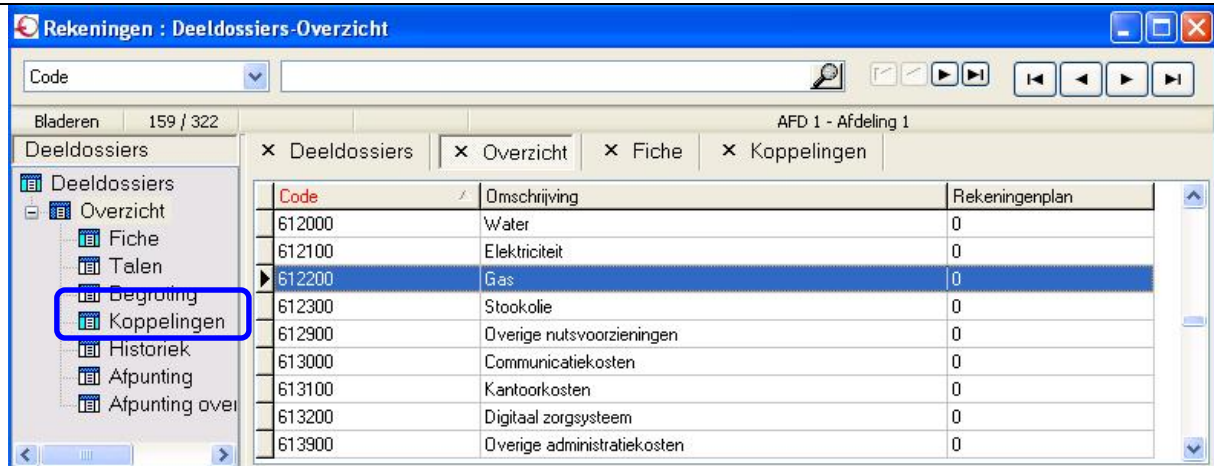 Rekeningen : Deeldossiers-Overzicht
Code
Bladeren 159 / 322 AFD 1 - Afdeling 1
Deeldossiers
Deeldossiers
Overzicht
Fiche
Talen
Begroting
Koppelingen
Historiek
Afpunting
Afpunting over
Deeldossiers Overzicht Fiche Koppelingen
Code Omschrijving Rekeningenplan
612000 Water 0
612100 Elektriciteit 0
612200 Gas 0
612300 Stookolie 0
612900 Overige nutsvoorzieningen 0
613000 Communicatiekosten 0
613100 Kantoorkosten 0
613200 Digitaal zorgsysteem 0
613900 Overige administratiekosten 0